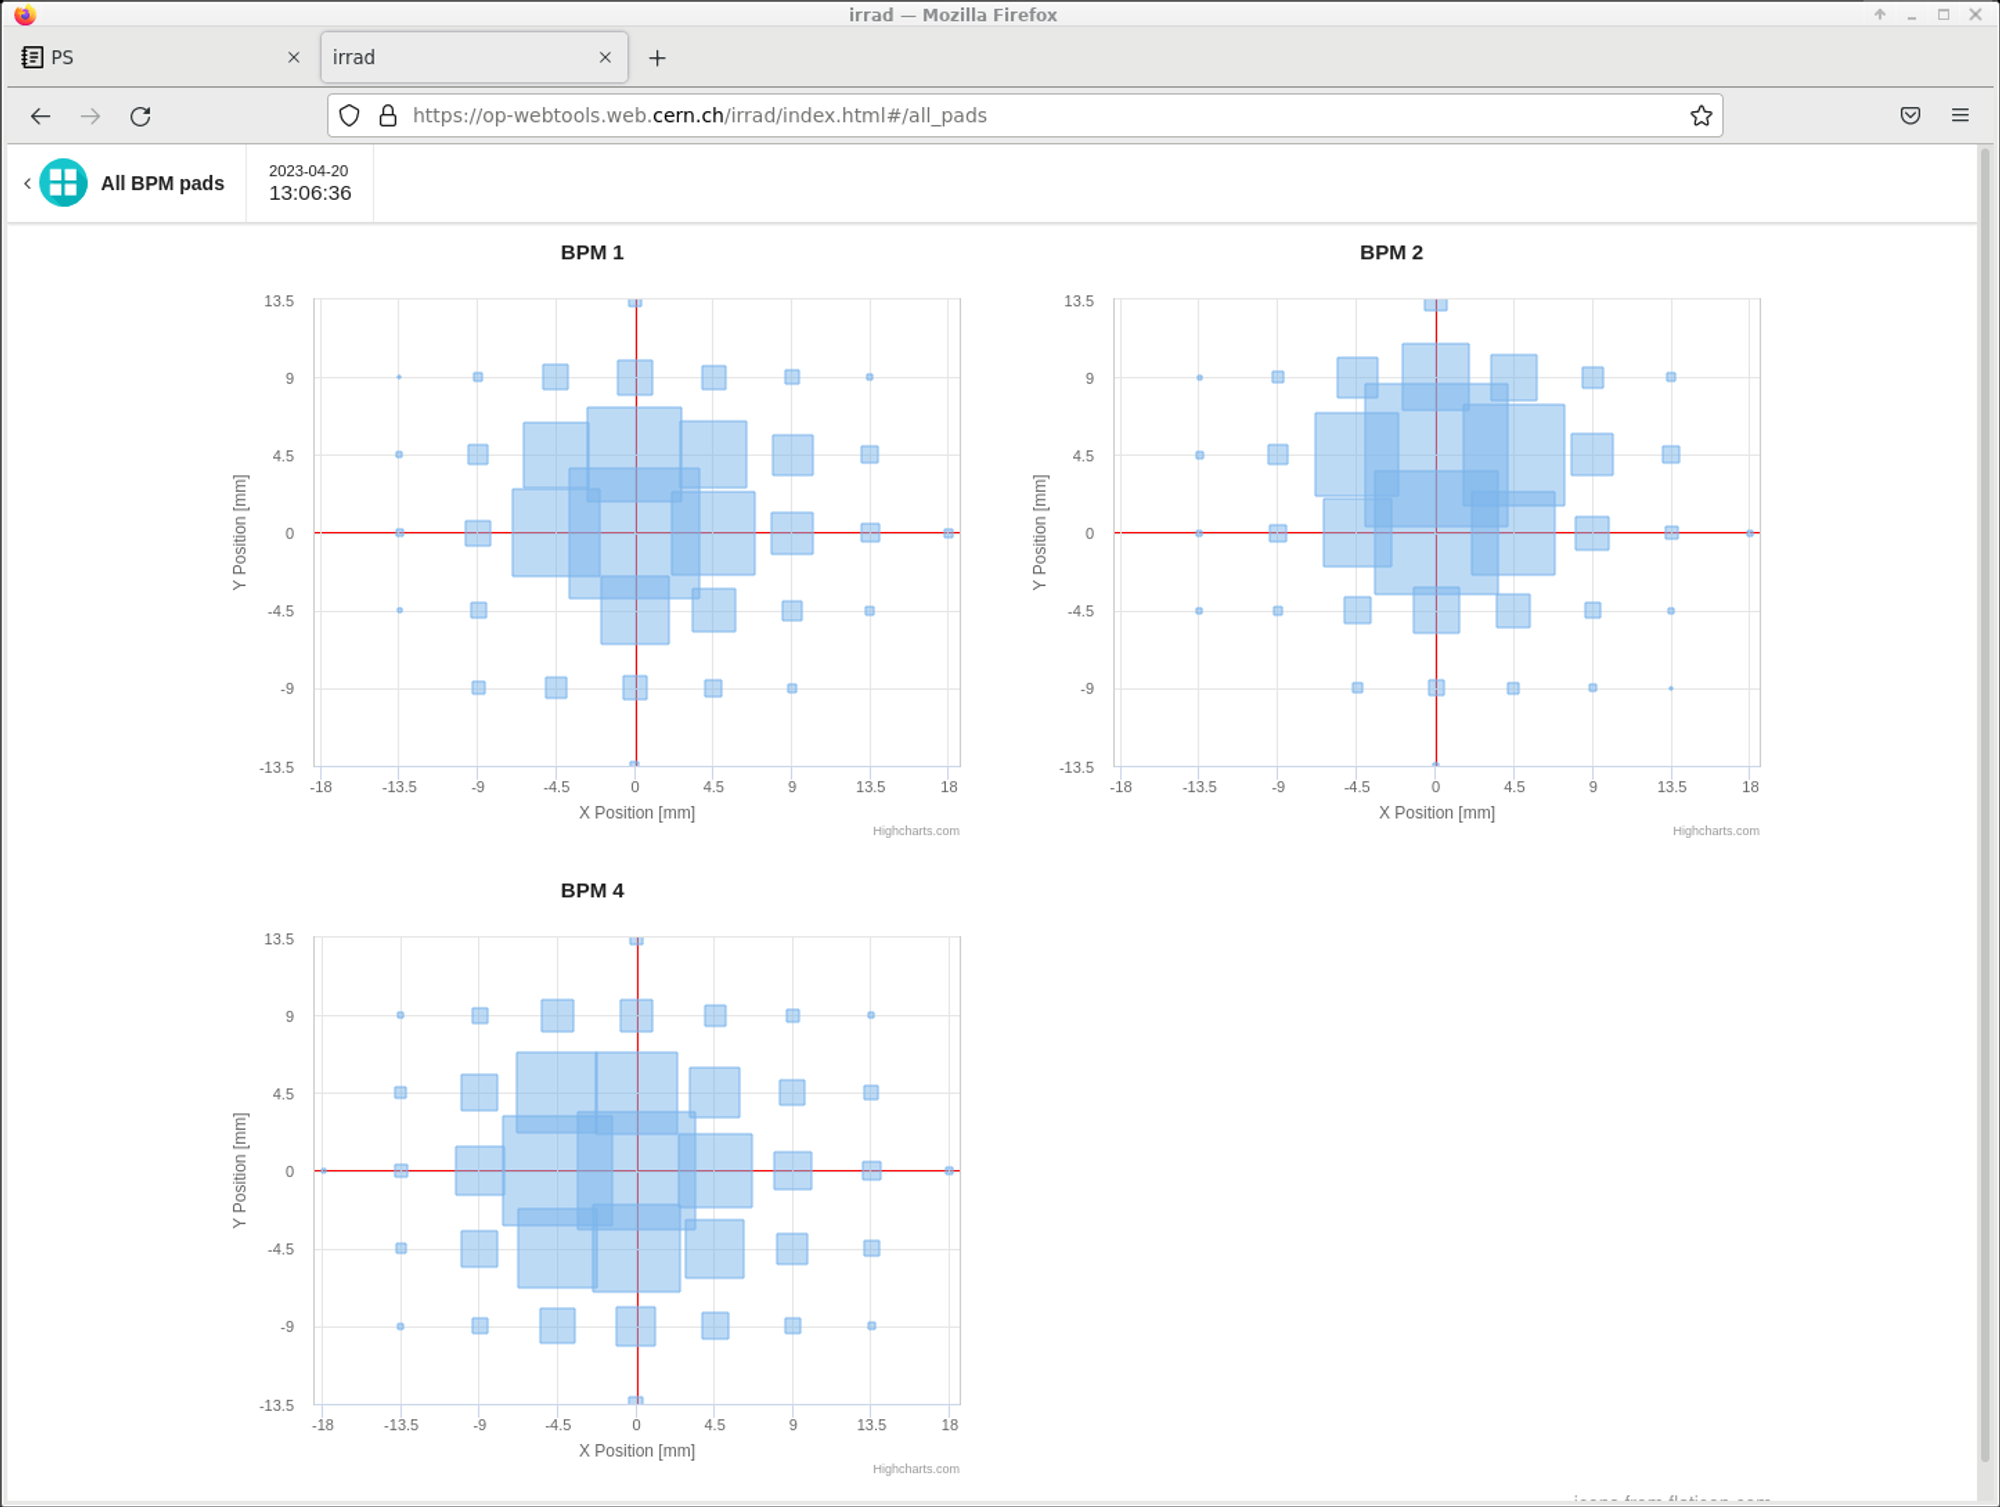 irrad — Mozilla Firefox
PS
irrad
https://op-webtools.web.cern.ch/irrad/index.html#/all_pads
All BPM pads
2023-04-20
13:06:36
BPM 1
13.5
9
4.5
0
-4.5
-9
-13.5
Y Position [mm]
-18 -13.5 -9 -4.5 0 4.5 9 13.5 18
X Position [mm]
Highcharts.com
BPM 2
13.5
9
4.5
0
-4.5
-9
-13.5
Y Position [mm]
-18 -13.5 -9 -4.5 0 4.5 9 13.5 18
X Position [mm]
Highcharts.com
BPM 4
13.5
9
4.5
0
-4.5
-9
-13.5
Y Position [mm]
-18 -13.5 -9 -4.5 0 4.5 9 13.5 18
X Position [mm]
Highcharts.com